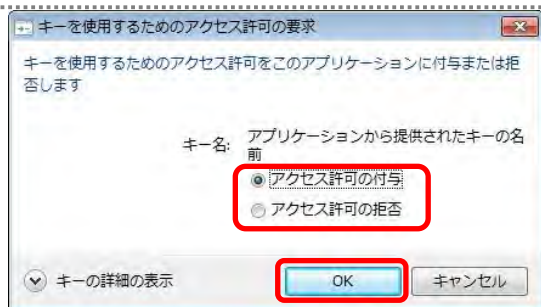 キーを使用するためのアクセス許可の要求
キーを使用するためのアクセス許可をこのアプリケーションに付与または拒
否します
キー名: アプリケーションから提供されたキーの名
前
アクセス許可の付与
アクセス許可の拒否
キーの詳細の表示 OK キャンセル